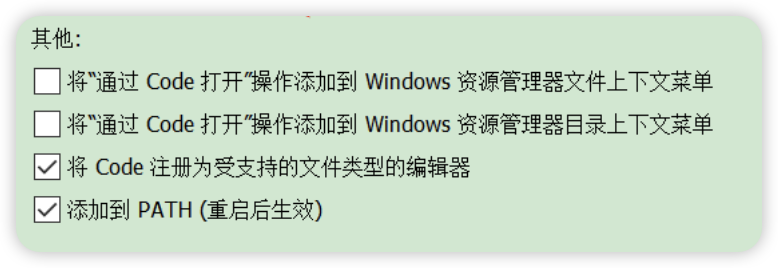 其他:
将“通过 Code 打开”操作添加到 Windows 资源管理器文件上下文菜单
将“通过 Code 打开”操作添加到 Windows 资源管理器目录上下文菜单
将 Code 注册为受支持的文件类型的编辑器
添加到 PATH (重启后生效)